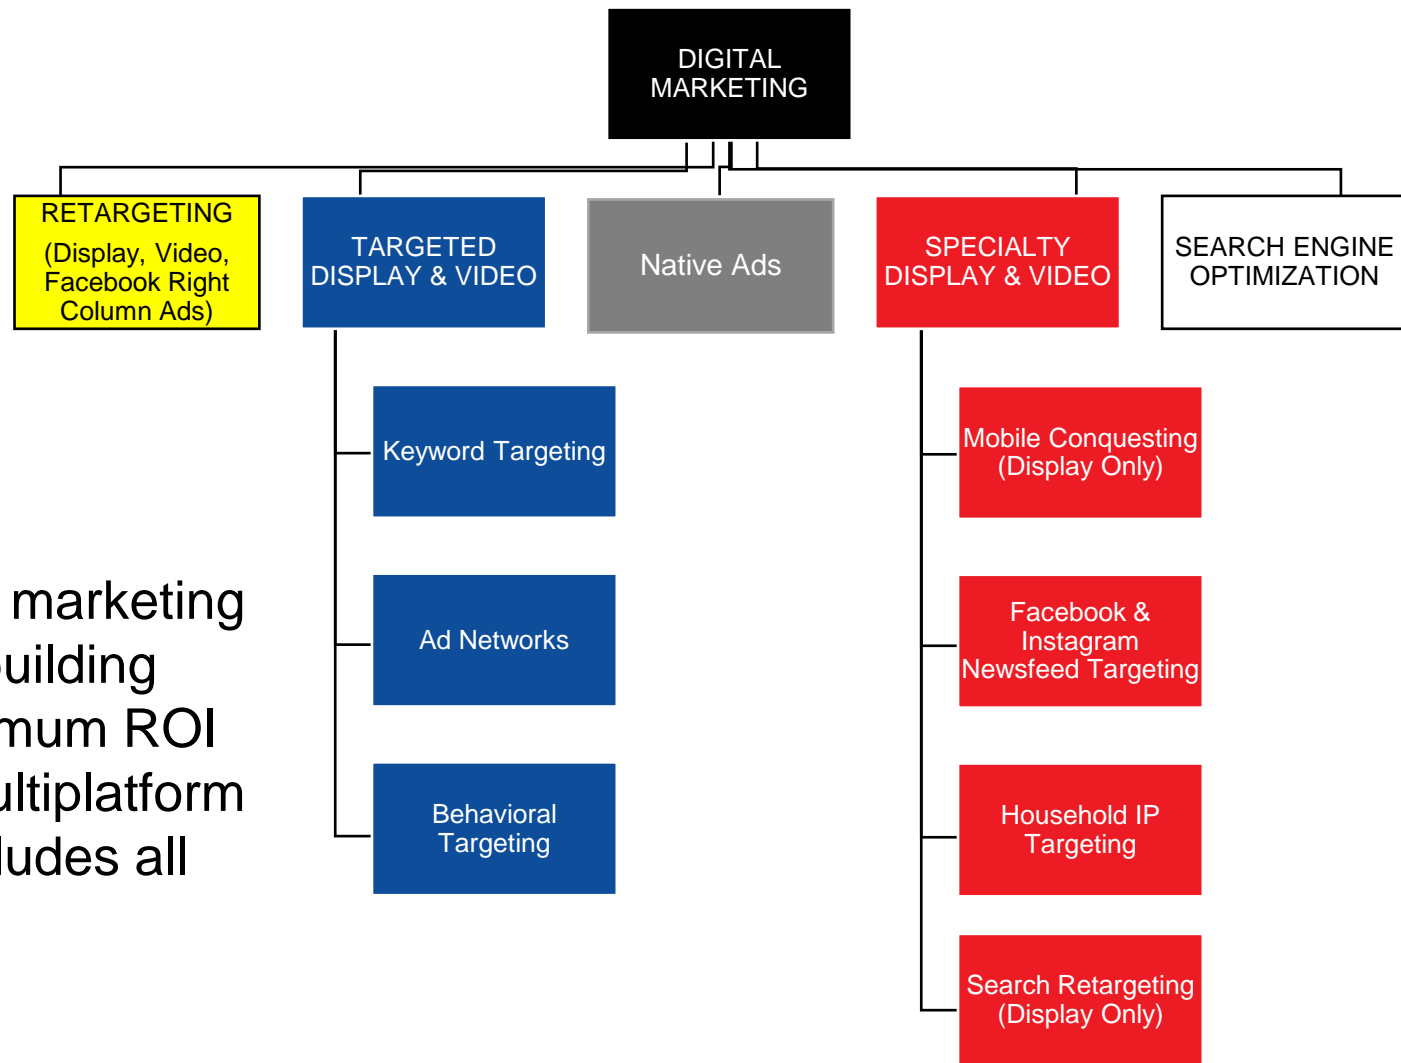 DIGITAL
MARKETING
RETARGETING
(Display, Video,
Facebook Right
Column Ads)
TARGETED
DISPLAY & VIDEO
Native Ads
SPECIALTY
DISPLAY & VIDEO
SEARCH ENGINE
OPTIMIZATION
Keyword Targeting
Ad Networks
Behavioral
Targeting
Mobile Conquesting
(Display Only)
Facebook &
Instagram
Newsfeed Targeting
Household IP
Targeting
Search Retargeting
(Display Only)
marketing
building
mum ROI
ultiplatform
ludes all